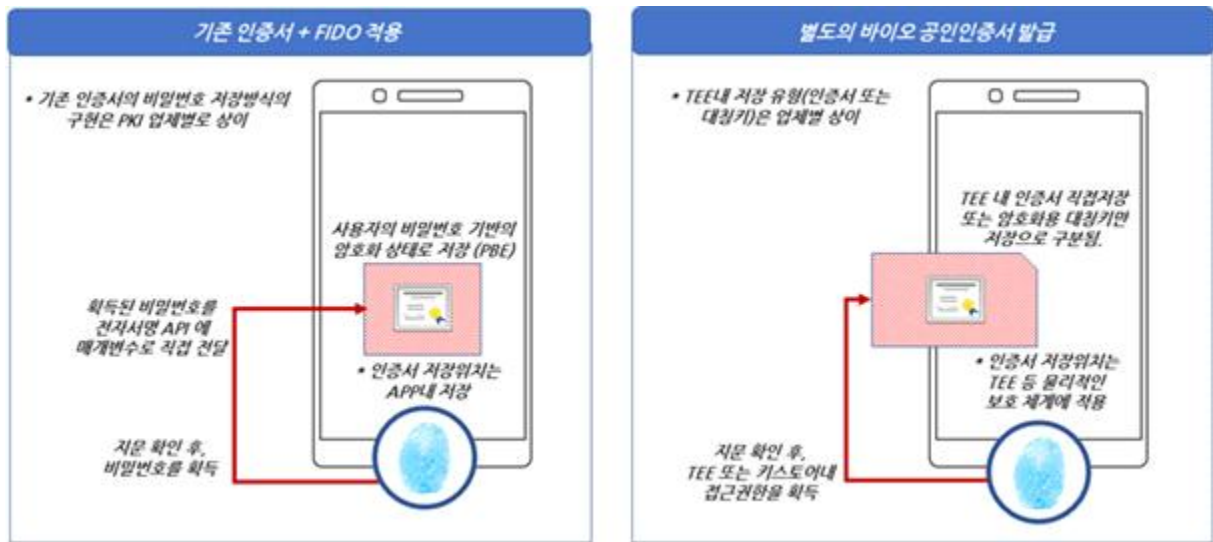 기존 인증서 + FIDO 적용
• 기존 인증서의 비밀번호 저장방식의
구현은 PKI 업체별로 상이
사용자의 비밀번호 기반의
암호화 상태로 저장 (PBE)
획득된 비밀번호를
전자서명 API 에
매개변수로 직접 전달
• 인증서 저장위치는
APP내 저장
지문 확인 후,
비밀번호를 획득
별도의 바이오 공인인증서 발급
• TEE내 저장 유형(인증서 또는
대칭키)은 업체별 상이
TEE 내 인증서 직접저장
또는 암호화용 대칭키만
저장으로 구분됨.
• 인증서 저장위치는
TEE 등 물리적인
보호 체계에 적용
지문 확인 후,
TEE 또는 키스토어내
접근권한을 획득